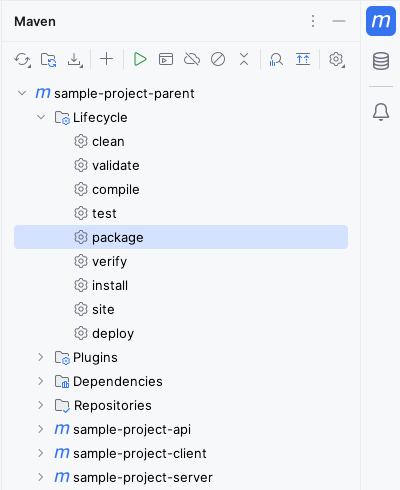 Maven
m
m sample-project-parent
Lifecycle
clean
validate
compile
test
package
verify
install
site
deploy
Plugins
Dependencies
Repositories
m sample-project-api
m sample-project-client
m sample-project-server